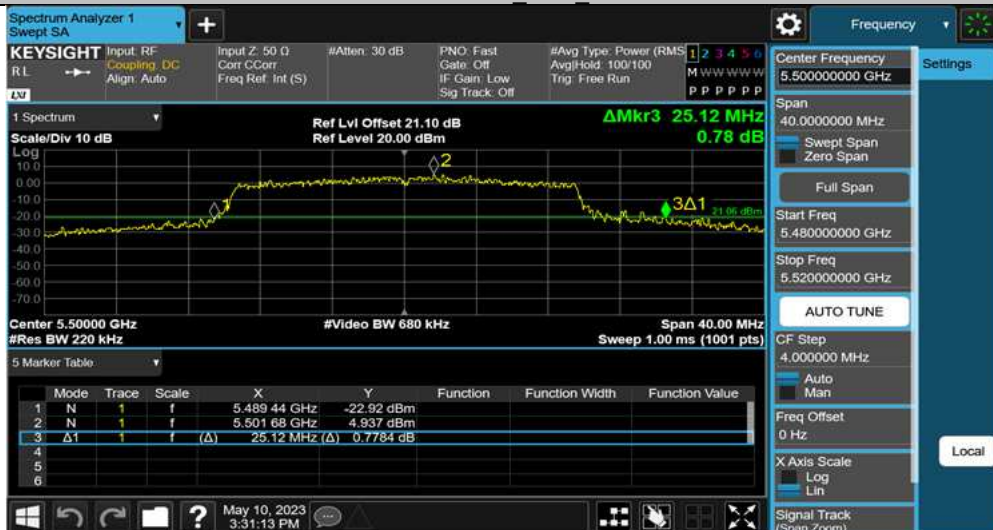 Spectrum Analyzer 1
Swept SA
+
Frequency
KEYSIGHT
RL
LXI
Input: RF
Coupling: DC
Align: Auto
Input Z: 50 Ω
Corr CCorr
Freq Ref: Int (S)
#Atten: 30 dB
PNO: Fast
Gate: Off
IF Gain: Low
Sig Track: Off
#Avg Type: Power (RMS
Avg|Hold: 100/100
Trig: Free Run
1 2 3 4 5 6
M W W W W W
P P P P P P
1 Spectrum
Scale/Div 10 dB
Ref Lvl Offset 21.10 dB
Ref Level 20.00 dBm
ΔMkr3 25.12 MHz
0.78 dB
Log
10.0
0.00
-10.0
-20.0
-30.0
-40.0
-50.0
-60.0
-70.0
2
3Δ1
21.06 dBm
Center 5.50000 GHz
#Res BW 220 kHz
#Video BW 680 kHz
Span 40.00 MHz
Sweep 1.00 ms (1001 pts)
5 Marker Table
Mode Trace Scale X Y Function Function Width Function Value
1 N 1 f 5.489 44 GHz -22.92 dBm
2 N 1 f 5.501 68 GHz 4.937 dBm
3 Δ1 1 f (Δ) 25.12 MHz (Δ) 0.7784 dB
4
5
6
?
May 10, 2023
3:31:13 PM
Center Frequency
5.500000000 GHz
Span
40.0000000 MHz
Swept Span
Zero Span
Full Span
Start Freq
5.480000000 GHz
Stop Freq
5.520000000 GHz
AUTO TUNE
CF Step
4.000000 MHz
Auto
Man
Freq Offset
0 Hz
X Axis Scale
Log
Lin
Signal Track
(Span Zoom)
Settings
Local